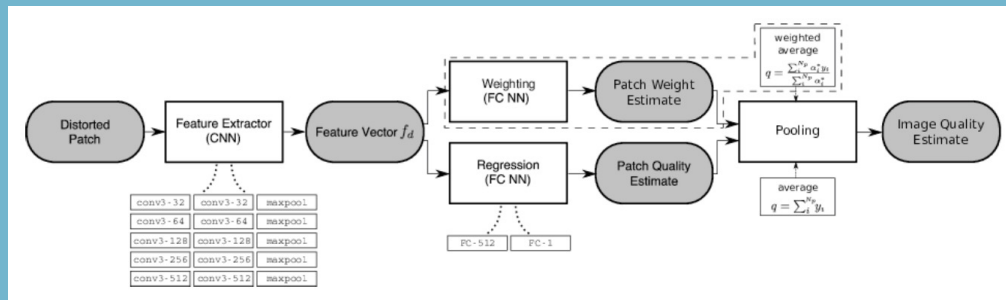 weighted
average
q = \frac{\sum_i^{N_p} \alpha_i^* y_i}{\sum_i^{N_p} \alpha_i^*}
Weighting
(FC NN)
Patch Weight
Estimate
Distorted
Patch
Feature Extractor
(CNN)
Feature Vector f_d
Pooling
Image Quality
Estimate
Regression
(FC NN)
Patch Quality
Estimate
average
q = \sum_i^{N_p} y_i
conv3-32 conv3-32 maxpool
conv3-64 conv3-64 maxpool
conv3-128 conv3-128 maxpool
conv3-256 conv3-256 maxpool
conv3-512 conv3-512 maxpool
FC-512 FC-1